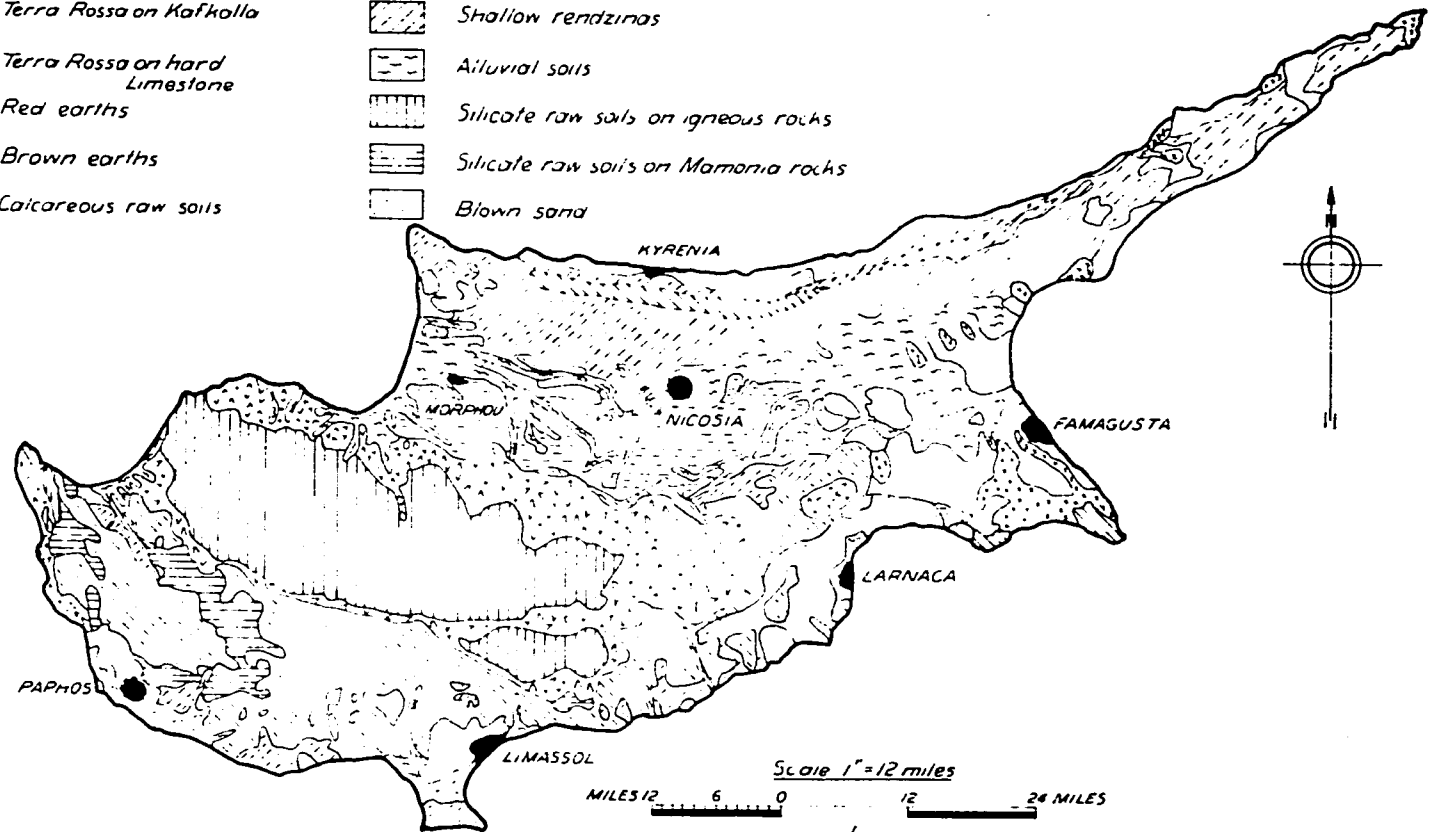 Terra Rossa on Kafkalla
Terra Rossa on hard
Limestone
Red earths
Brown earths
Calcareous raw soils
Shallow rendzinas
Alluvial soils
Silicate raw soils on igneous rocks
Silicate raw soils on Mamonia rocks
Blown sand
N
KYRENIA
MORPHOU
NICOSIA
FAMAGUSTA
LARNACA
PAPHOS
LIMASSOL
Scale 1" = 12 miles
MILES 12 6 0 12 24 MILES